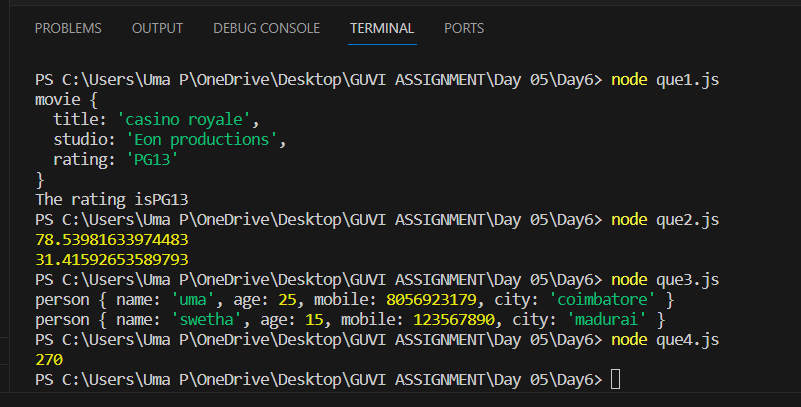 PROBLEMS OUTPUT DEBUG CONSOLE TERMINAL PORTS
PS C:\Users\Uma P\OneDrive\Desktop\GUVI ASSIGNMENT\Day 05\Day6> node que1.js
movie {
  title: 'casino royale',
  studio: 'Eon productions',
  rating: 'PG13'
}
The rating isPG13
PS C:\Users\Uma P\OneDrive\Desktop\GUVI ASSIGNMENT\Day 05\Day6> node que2.js
78.53981633974483
31.41592653589793
PS C:\Users\Uma P\OneDrive\Desktop\GUVI ASSIGNMENT\Day 05\Day6> node que3.js
person { name: 'uma', age: 25, mobile: 8056923179, city: 'coimbatore' }
person { name: 'swetha', age: 15, mobile: 123567890, city: 'madurai' }
PS C:\Users\Uma P\OneDrive\Desktop\GUVI ASSIGNMENT\Day 05\Day6> node que4.js
270
PS C:\Users\Uma P\OneDrive\Desktop\GUVI ASSIGNMENT\Day 05\Day6>